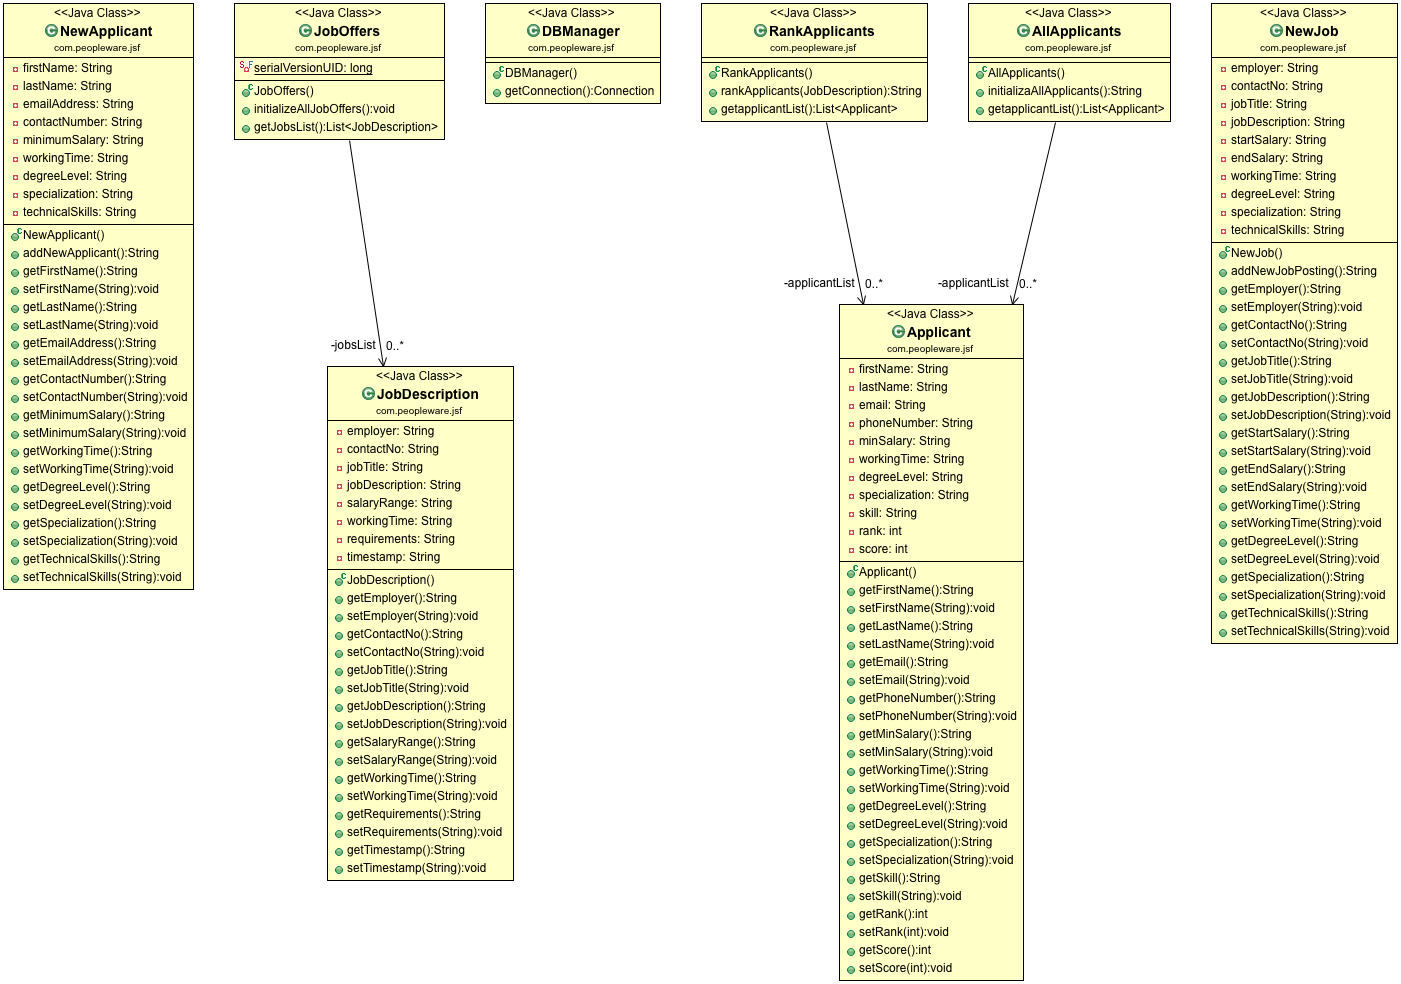 <<Java Class>>
NewApplicant
com.peopleware.jsf
firstName: String
lastName: String
emailAddress: String
contactNumber: String
minimumSalary: String
workingTime: String
degreeLevel: String
specialization: String
technicalSkills: String
NewApplicant()
addNewApplicant():String
getFirstName():String
setFirstName(String):void
getLastName():String
setLastName(String):void
getEmailAddress():String
setEmailAddress(String):void
getContactNumber():String
setContactNumber(String):void
getMinimumSalary():String
setMinimumSalary(String):void
getWorkingTime():String
setWorkingTime(String):void
getDegreeLevel():String
setDegreeLevel(String):void
getSpecialization():String
setSpecialization(String):void
getTechnicalSkills():String
setTechnicalSkills(String):void
<<Java Class>>
JobOffers
com.peopleware.jsf
serialVersionUID: long
JobOffers()
initializeAllJobOffers():void
getJobsList():List<JobDescription>
-jobsList 0..*
<<Java Class>>
JobDescription
com.peopleware.jsf
employer: String
contactNo: String
jobTitle: String
jobDescription: String
salaryRange: String
workingTime: String
requirements: String
timestamp: String
JobDescription()
getEmployer():String
setEmployer(String):void
getContactNo():String
setContactNo(String):void
getJobTitle():String
setJobTitle(String):void
getJobDescription():String
setJobDescription(String):void
getSalaryRange():String
setSalaryRange(String):void
getWorkingTime():String
setWorkingTime(String):void
getRequirements():String
setRequirements(String):void
getTimestamp():String
setTimestamp(String):void
<<Java Class>>
DBManager
com.peopleware.jsf
DBManager()
getConnection():Connection
<<Java Class>>
RankApplicants
com.peopleware.jsf
RankApplicants()
rankApplicants(JobDescription):String
getapplicantList():List<Applicant>
-applicantList 0..*
<<Java Class>>
AllApplicants
com.peopleware.jsf
AllApplicants()
initializaAllApplicants():String
getapplicantList():List<Applicant>
-applicantList 0..*
<<Java Class>>
Applicant
com.peopleware.jsf
firstName: String
lastName: String
email: String
phoneNumber: String
minSalary: String
workingTime: String
degreeLevel: String
specialization: String
skill: String
rank: int
score: int
Applicant()
getFirstName():String
setFirstName(String):void
getLastName():String
setLastName(String):void
getEmail():String
setEmail(String):void
getPhoneNumber():String
setPhoneNumber(String):void
getMinSalary():String
setMinSalary(String):void
getWorkingTime():String
setWorkingTime(String):void
getDegreeLevel():String
setDegreeLevel(String):void
getSpecialization():String
setSpecialization(String):void
getSkill():String
setSkill(String):void
getRank():int
setRank(int):void
getScore():int
setScore(int):void
<<Java Class>>
NewJob
com.peopleware.jsf
employer: String
contactNo: String
jobTitle: String
jobDescription: String
startSalary: String
endSalary: String
workingTime: String
degreeLevel: String
specialization: String
technicalSkills: String
NewJob()
addNewJobPosting():String
getEmployer():String
setEmployer(String):void
getContactNo():String
setContactNo(String):void
getJobTitle():String
setJobTitle(String):void
getJobDescription():String
setJobDescription(String):void
getStartSalary():String
setStartSalary(String):void
getEndSalary():String
setEndSalary(String):void
getWorkingTime():String
setWorkingTime(String):void
getDegreeLevel():String
setDegreeLevel(String):void
getSpecialization():String
setSpecialization(String):void
getTechnicalSkills():String
setTechnicalSkills(String):void